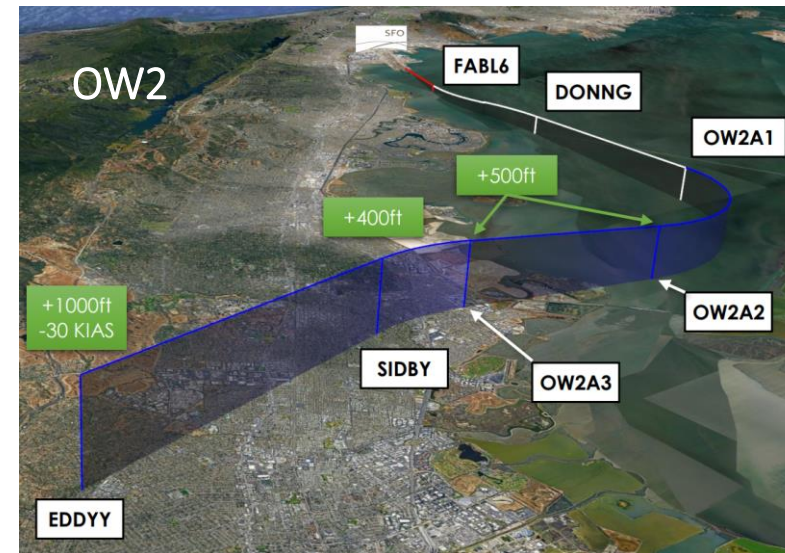 SFO
OW2
FABL6
DONNG
OW2A1
+500ft
+400ft
+1000ft
-30 KIAS
OW2A2
SIDBY
OW2A3
EDDYY